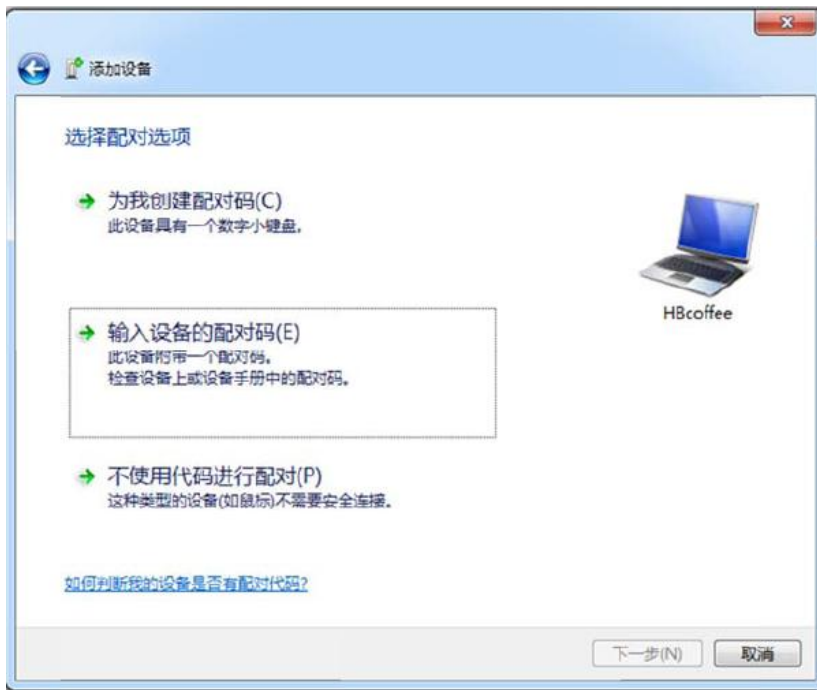 添加设备
选择配对选项
为我创建配对码(C)
此设备具有一个数字小键盘。
HBcoffee
输入设备的配对码(E)
此设备附带一个配对码。
检查设备上或设备手册中的配对码。
不使用代码进行配对(P)
这种类型的设备(如鼠标)不需要安全连接。
如何判断我的设备是否有配对代码?
下一步(N)
取消